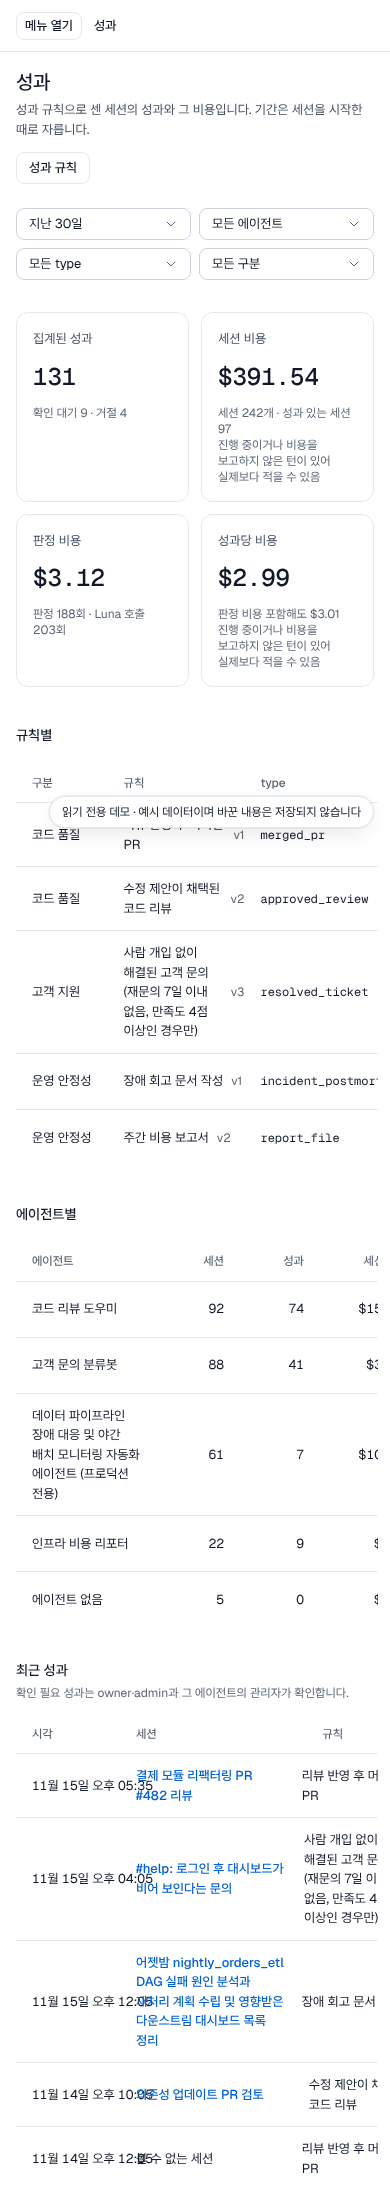 메뉴 열기 성과
성과
성과 규칙으로 센 세션의 성과와 그 비용입니다. 기간은 세션을 시작한
때로 자릅니다.
성과 규칙
지난 30일 모든 에이전트
모든 type 모든 구분
집계된 성과
131
확인 대기 9 · 거절 4
세션 비용
$391.54
세션 242개 · 성과 있는 세션
97
진행 중이거나 비용을
보고하지 않은 턴이 있어
실제보다 적을 수 있음
판정 비용
$3.12
판정 188회 · Luna 호출
203회
성과당 비용
$2.99
판정 비용 포함해도 $3.01
진행 중이거나 비용을
보고하지 않은 턴이 있어
실제보다 적을 수 있음
규칙별
구분 규칙 type
읽기 전용 데모 · 예시 데이터이며 바꾼 내용은 저장되지 않습니다
코드 품질 PR v1 merged_pr
코드 품질 수정 제안이 채택된
코드 리뷰 v2 approved_review
고객 지원 사람 개입 없이
해결된 고객 문의
(재문의 7일 이내
없음, 만족도 4점
이상인 경우만) v3 resolved_ticket
운영 안정성 장애 회고 문서 작성 v1
운영 안정성 주간 비용 보고서 v2 report_file
에이전트별
에이전트 세션 성과
코드 리뷰 도우미 92 74
고객 문의 분류봇 88 41
데이터 파이프라인
장애 대응 및 야간
배치 모니터링 자동화
에이전트 (프로덕션
전용) 61 7
인프라 비용 리포터 22 9
에이전트 없음 5 0
최근 성과
확인 필요 성과는 owner·admin과 그 에이전트의 관리자가 확인합니다.
시각 세션 규칙
11월 15일 오후 05:35 결제 모듈 리팩터링 PR
#482 리뷰 리뷰 반영 후
PR
11월 15일 오후 04:05 #help: 로그인 후 대시보드가
비어 보인다는 문의 사람 개입 없이
해결된 고객
(재문의 7일
없음, 만족도
이상인 경우만)
11월 15일 오후 12:05 어젯밤 nightly_orders_etl
DAG 실패 원인 분석과
계획 수립 및 영향받은
다운스트림 대시보드 목록
정리 장애 회고 문서
11월 14일 오후 10:05 업데이트 PR 검토 수정 제안이
코드 리뷰
11월 14일 오후 12:05 수 없는 세션 리뷰 반영 후
PR